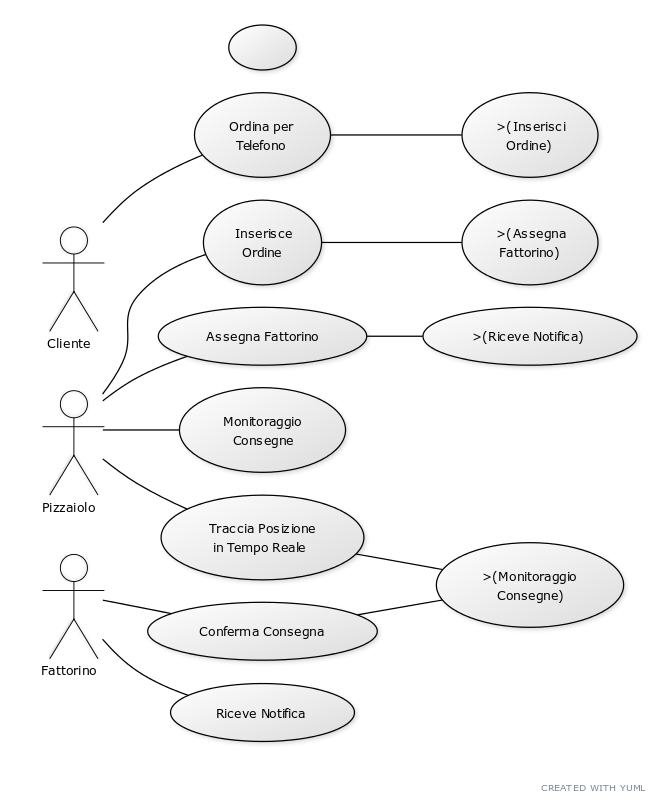 Ordina per
Telefono
>(Inserisci
Ordine)
Inserisce
Ordine
>(Assegna
Fattorino)
Cliente
Assegna Fattorino
>(Riceve Notifica)
Monitoraggio
Consegne
Pizzaiolo
Traccia Posizione
in Tempo Reale
>(Monitoraggio
Consegne)
Conferma Consegna
Fattorino
Riceve Notifica
CREATED WITH YUML